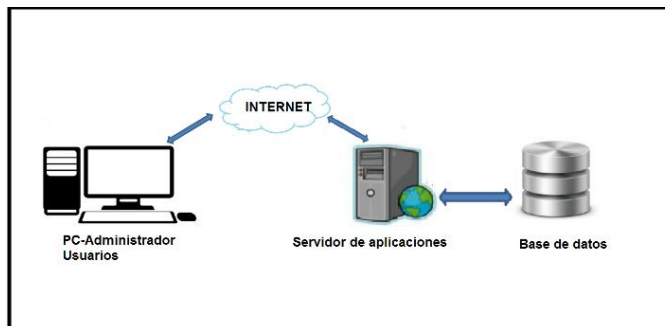 INTERNET
PC-Administrador
Usuarios
Servidor de aplicaciones
Base de datos